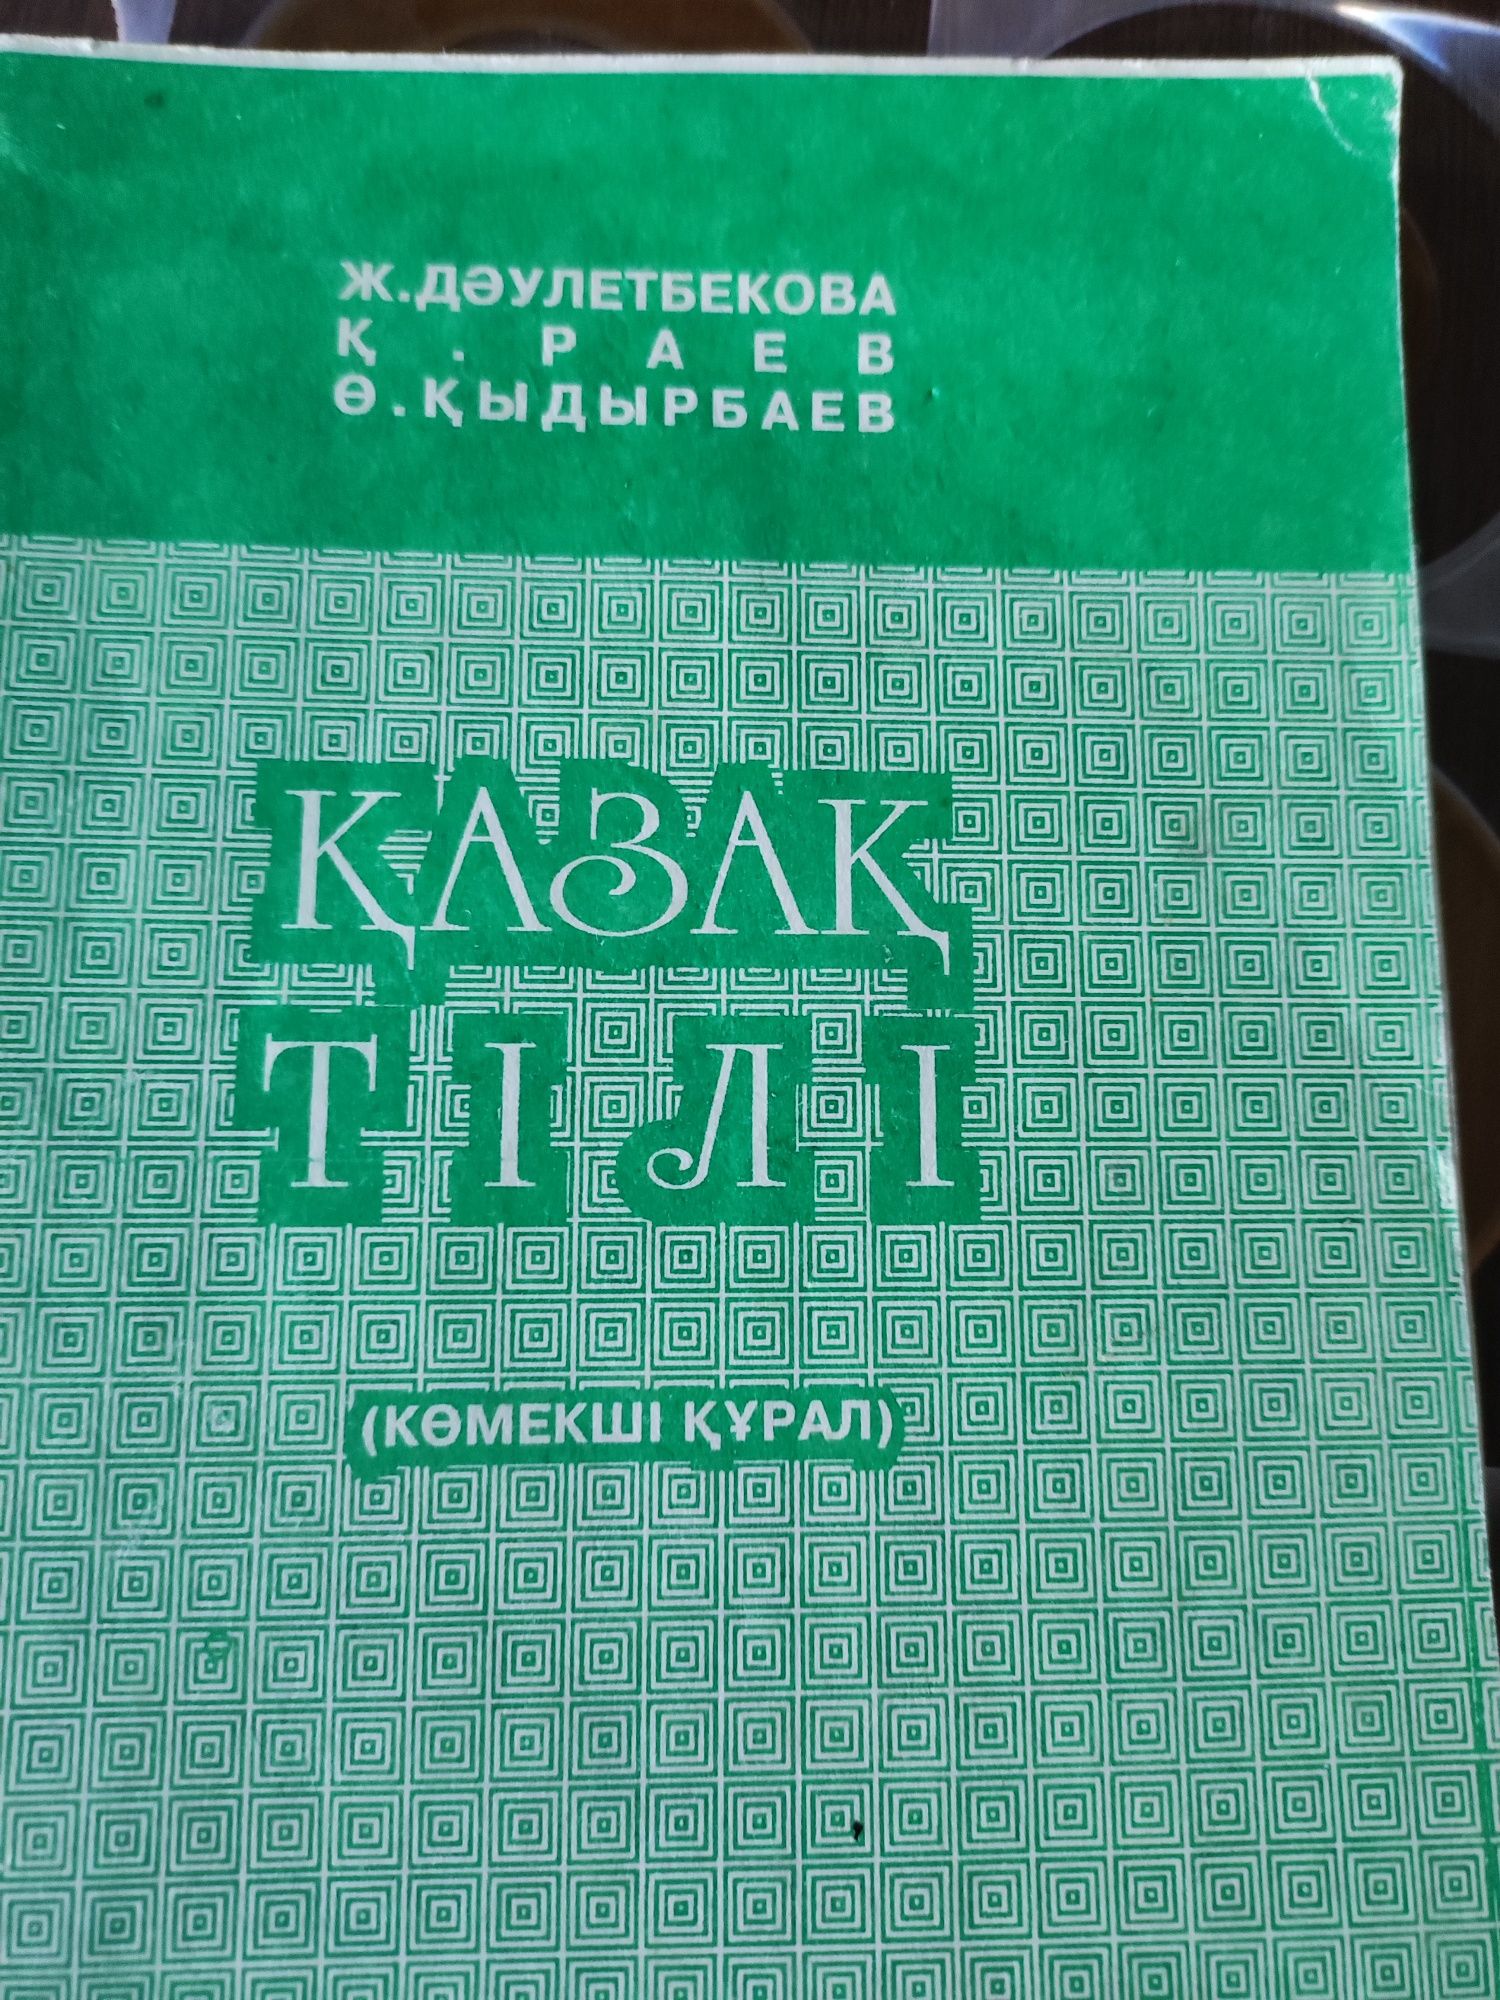 Ж.ДӘУЛЕТБЕКОВА
Қ.РАЕВ
Ө.ҚЫДЫРБАЕВ
ҚАЗАҚ
ТІЛІ
(КӨМЕКШІ ҚҰРАЛ)